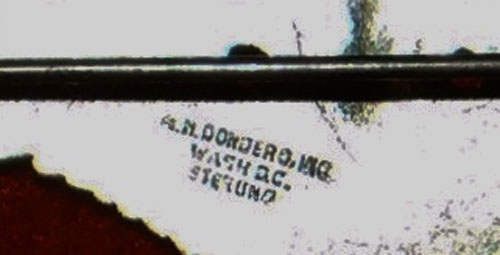 A.N. DONDERO, INC.
WASH D.C.
STERLING